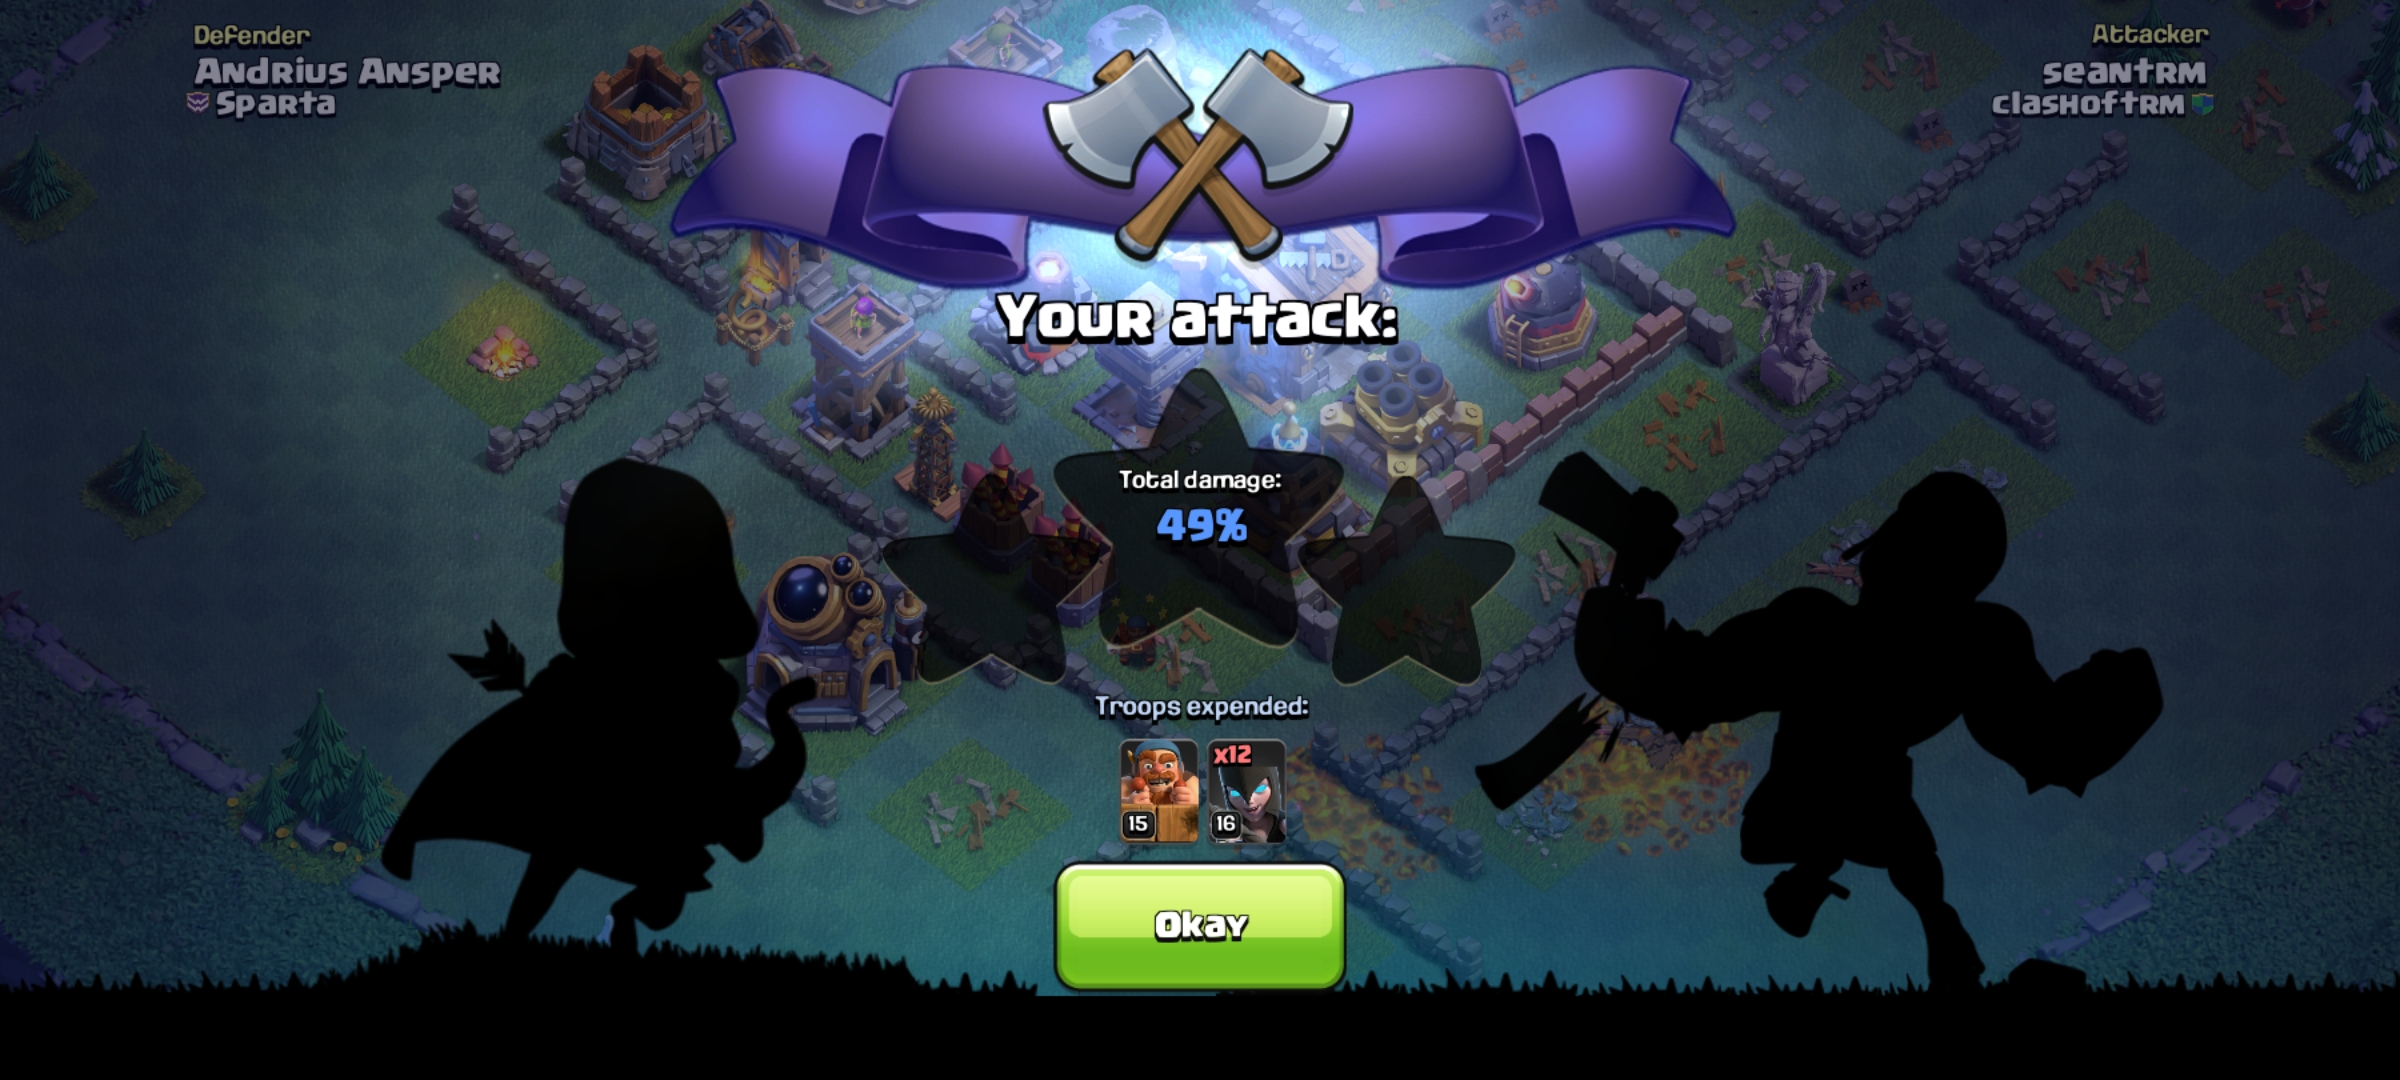 Defender
Andrius Ansper
Sparta
Attacker
seantrm
clashoftrm
Your attack:
Total damage:
49%
Troops expended:
x12
15
16
Okay